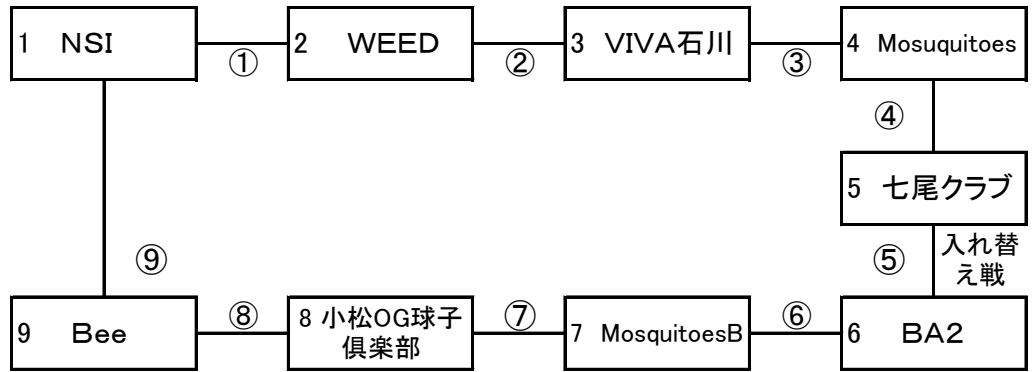 1 NSI
①
2 WEED
②
3 VIVA石川
③
4 Mosuquitoes
④
5 七尾クラブ
⑤
入れ替
え戦
⑨
9 Bee
⑧
8 小松OG球子
倶楽部
⑦
7 MosquitoesB
⑥
6 BA2